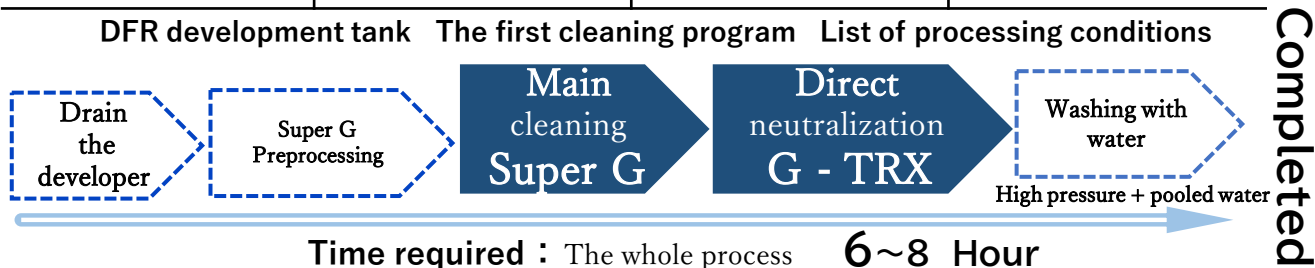 DFR development tank The first cleaning program List of processing conditions
Drain
the
developer
Super G
Preprocessing
Main
cleaning
Super G
Direct
neutralization
G - TRX
Washing with
water
High pressure + pooled water
Completed
Time required： The whole process 6~8 Hour